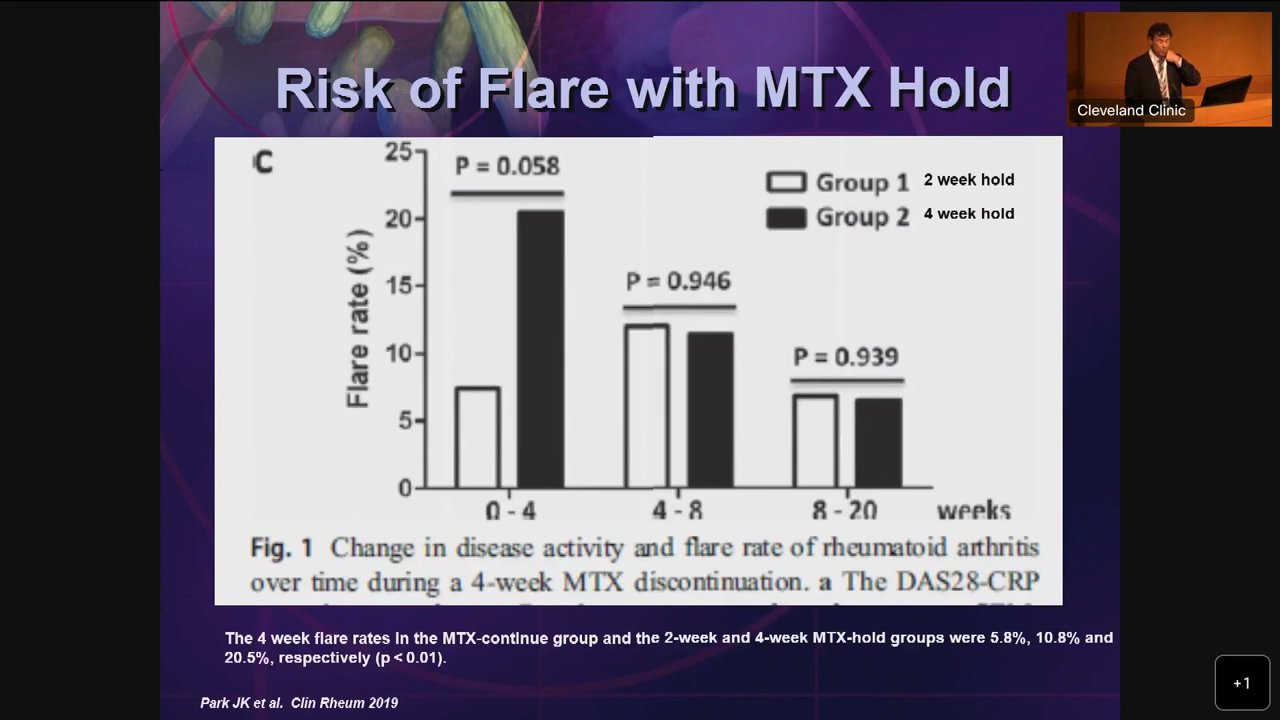 Risk of Flare with MTX Hold
Cleveland Clinic
C
25
20
15
10
5
0
Flare rate (%)
P = 0.058
P = 0.946
P = 0.939
Group 1 2 week hold
Group 2 4 week hold
0 - 4
4 - 8
8 - 20
weeks
Fig. 1 Change in disease activity and flare rate of rheumatoid arthritis
over time during a 4-week MTX discontinuation. a The DAS28-CRP
The 4 week flare rates in the MTX-continue group and the 2-week and 4-week MTX-hold groups were 5.8%, 10.8% and
20.5%, respectively (p < 0.01).
Park JK et al. Clin Rheum 2019
+1